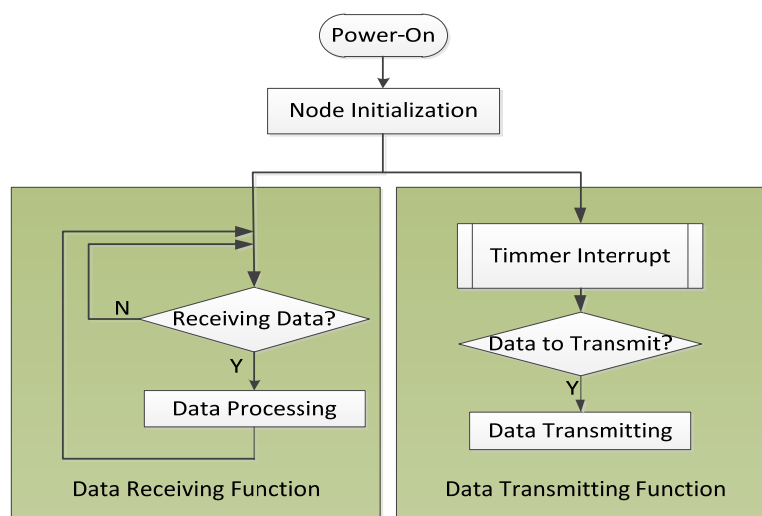 Power-On
Node Initialization
Timmer Interrupt
N
Receiving Data?
Data to Transmit?
Y
Y
Data Processing
Data Transmitting
Data Receiving Function
Data Transmitting Function